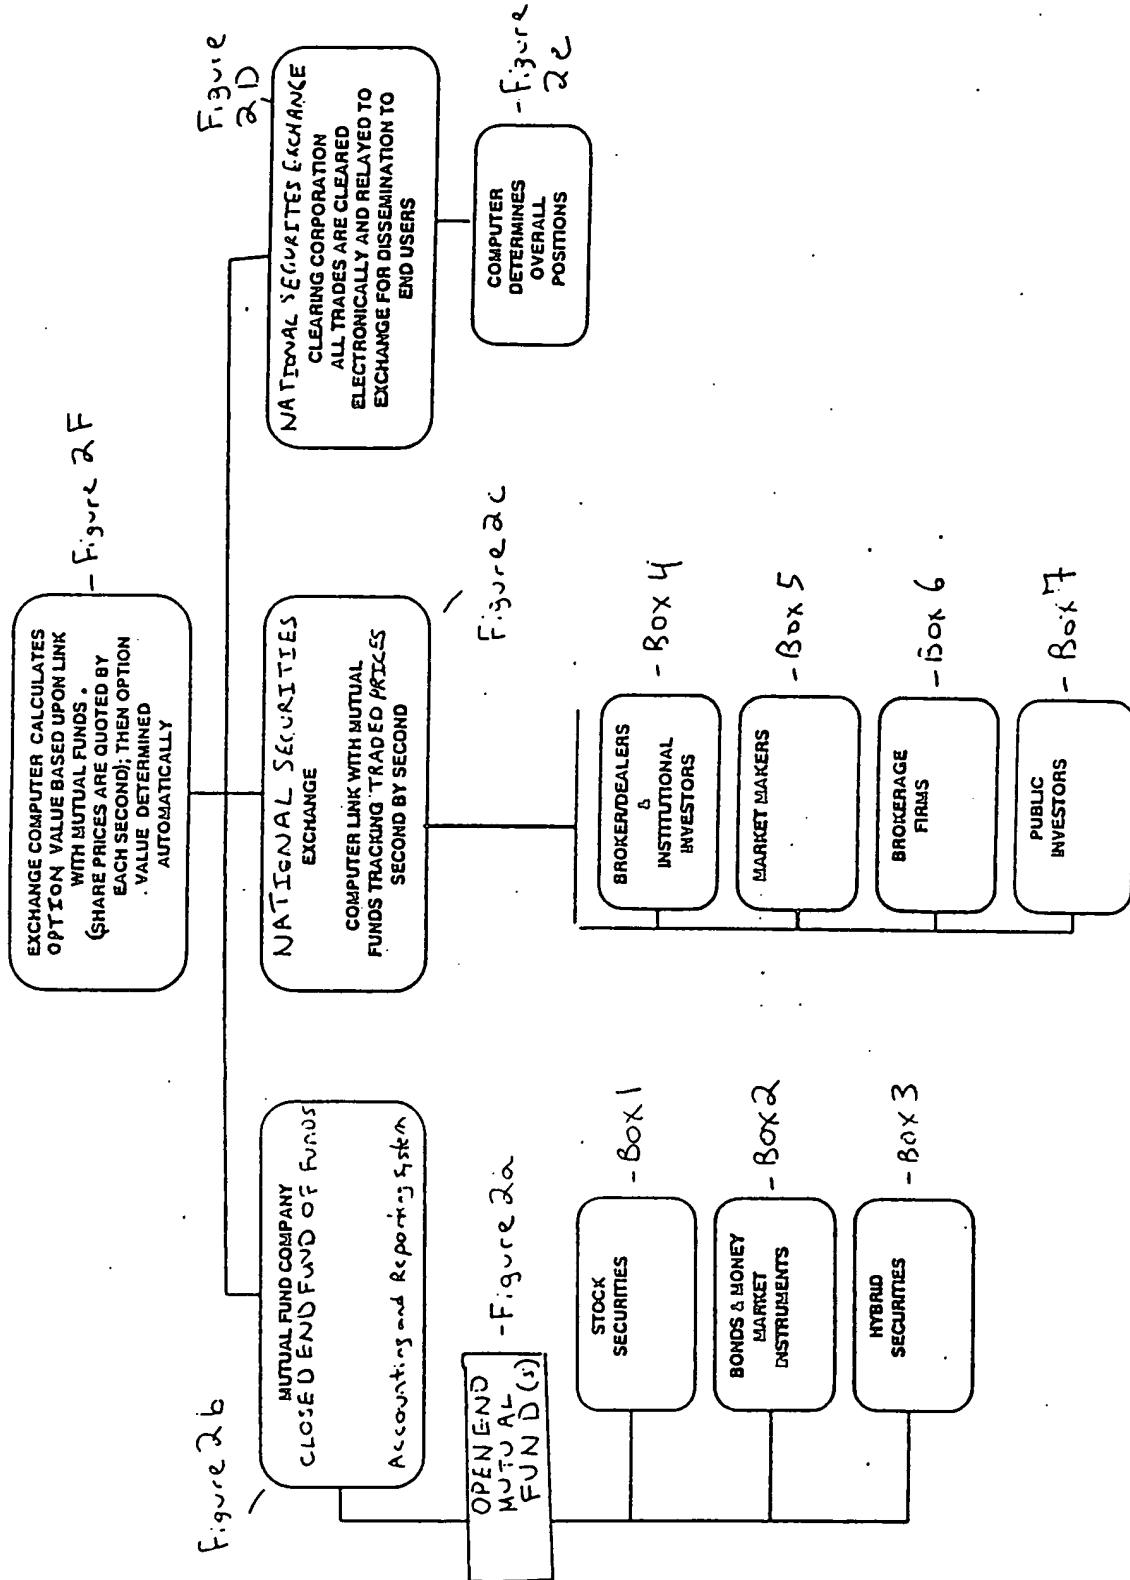 EXCHANGE COMPUTER CALCULATES
OPTION VALUE BASED UPON LINK
WITH MUTUAL FUNDS.
(SHARE PRICES ARE QUOTED BY
EACH SECOND); THEN OPTION
VALUE DETERMINED
AUTOMATICALLY
- Figure 2F
Figure 2b
MUTUAL FUND COMPANY
CLOSED END FUND OF FUNDS
Accounting and Reporting System
OPEN END
MUTUAL
FUND(s)
- Figure 2a
STOCK
SECURITIES
- Box 1
BONDS & MONEY
MARKET
INSTRUMENTS
- Box 2
HYBRID
SECURITIES
- Box 3
NATIONAL SECURITIES
EXCHANGE
COMPUTER LINK WITH MUTUAL
FUNDS TRACKING TRADED PRICES
SECOND BY SECOND
Figure 2c
BROKER/DEALERS
&
INSTITUTIONAL
INVESTORS
- Box 4
MARKET MAKERS
- Box 5
BROKERAGE
FIRMS
- Box 6
PUBLIC
INVESTORS
- Box 7
Figure
2D
NATIONAL SECURITES EXCHANGE
CLEARING CORPORATION
ALL TRADES ARE CLEARED
ELECTRONICALLY AND RELAYED TO
EXCHANGE FOR DISSEMINATION TO
END USERS
COMPUTER
DETERMINES
OVERALL
POSITIONS
- Figure
2e